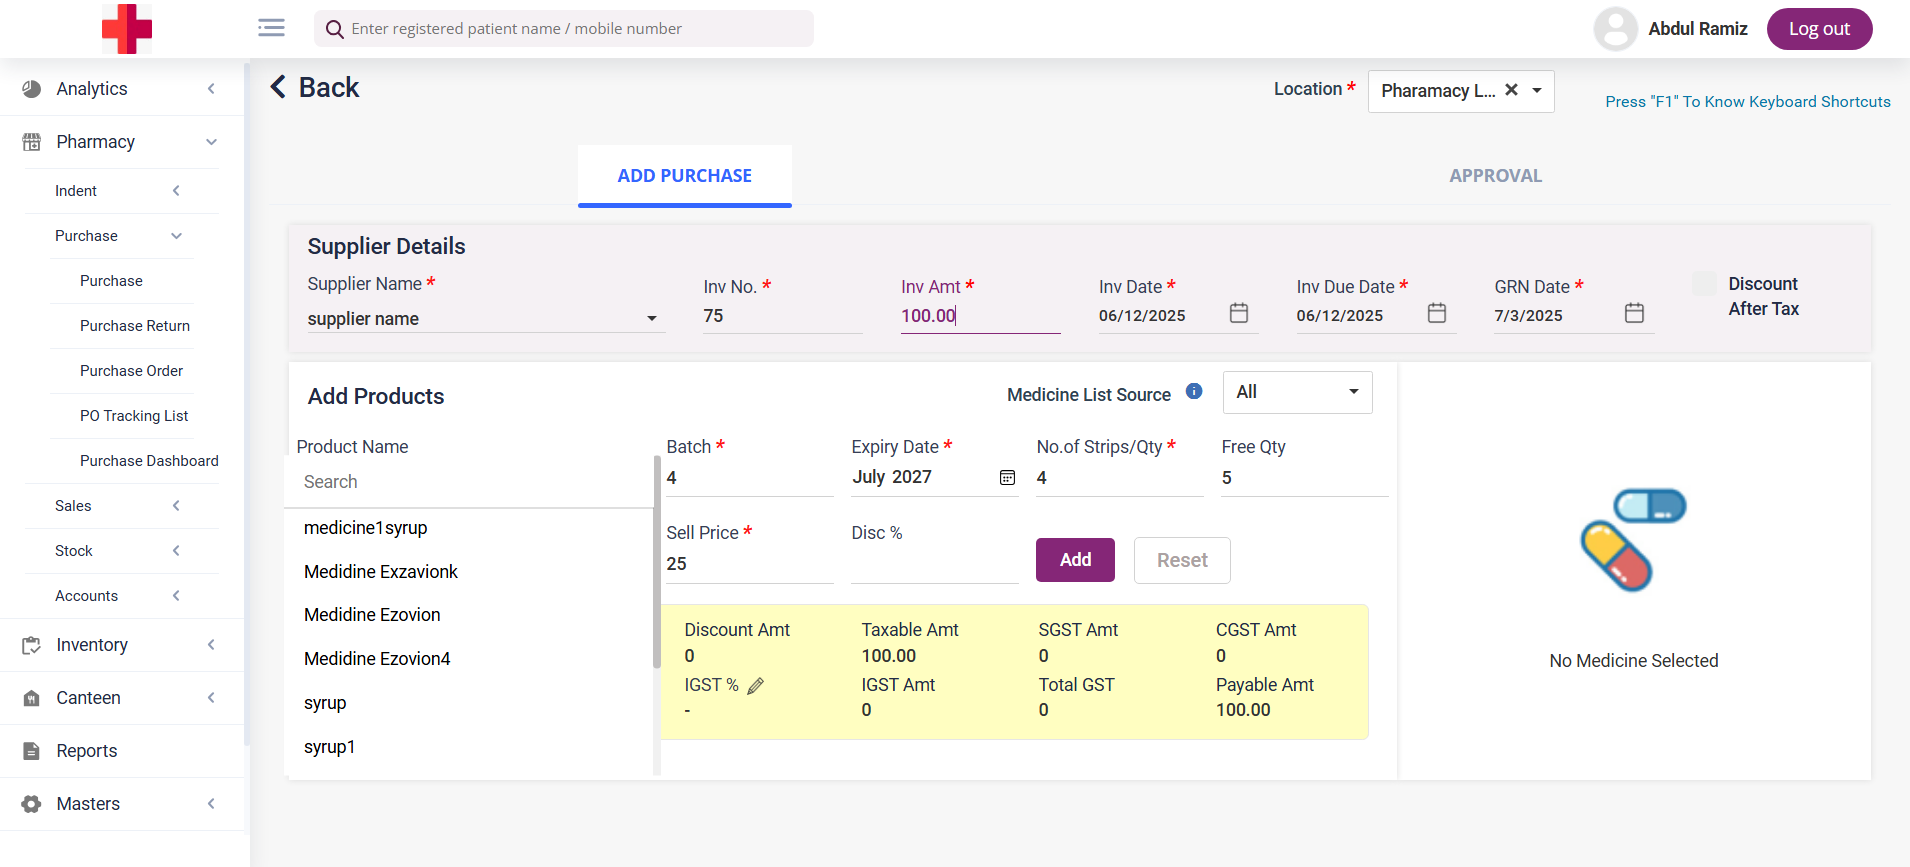 Enter registered patient name / mobile number
Abdul Ramiz
Log out
Analytics
Pharmacy
Indent
Purchase
Purchase
Purchase Return
Purchase Order
PO Tracking List
Purchase Dashboard
Sales
Stock
Accounts
Inventory
Canteen
Reports
Masters
Back
Location *
Pharamacy L...
Press "F1" To Know Keyboard Shortcuts
ADD PURCHASE
APPROVAL
Supplier Details
Supplier Name *
supplier name
Inv No. *
75
Inv Amt *
100.00
Inv Date *
06/12/2025
Inv Due Date *
06/12/2025
GRN Date *
7/3/2025
Discount
After Tax
Add Products
Medicine List Source
i
All
Product Name
Search
medicine1syrup
Medidine Exzavionk
Medidine Ezovion
Medidine Ezovion4
syrup
syrup1
Batch *
4
Expiry Date *
July 2027
No.of Strips/Qty *
4
Free Qty
5
Sell Price *
25
Disc %
Add
Reset
Discount Amt
0
Taxable Amt
100.00
SGST Amt
0
CGST Amt
0
IGST %
-
IGST Amt
0
Total GST
0
Payable Amt
100.00
No Medicine Selected